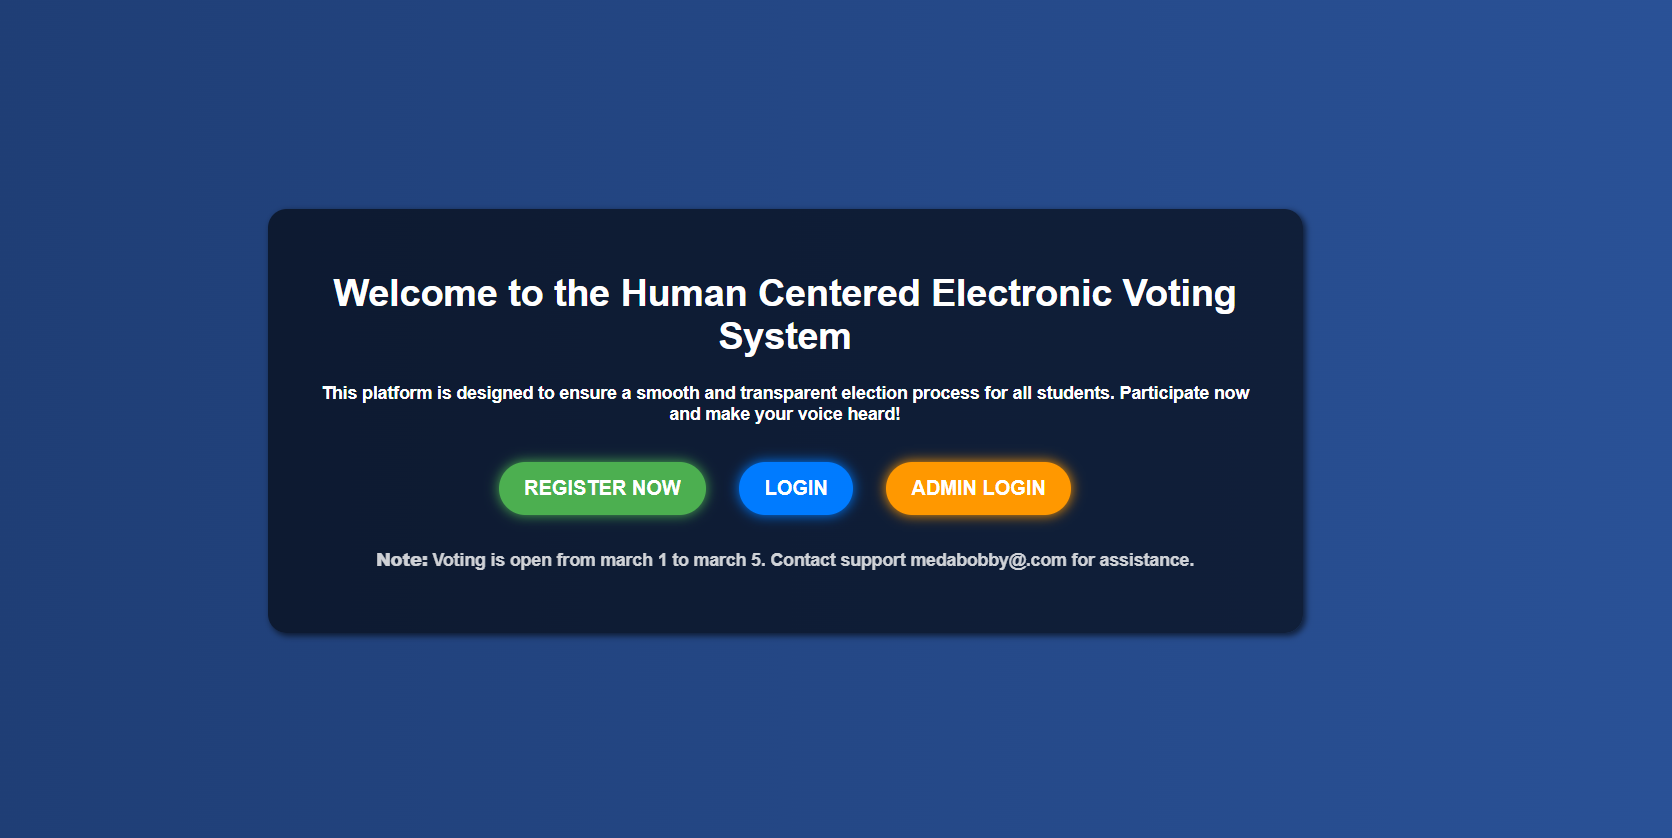 Welcome to the Human Centered Electronic Voting
System
This platform is designed to ensure a smooth and transparent election process for all students. Participate now
and make your voice heard!
REGISTER NOW
LOGIN
ADMIN LOGIN
Note: Voting is open from march 1 to march 5. Contact support medabobby@.com for assistance.